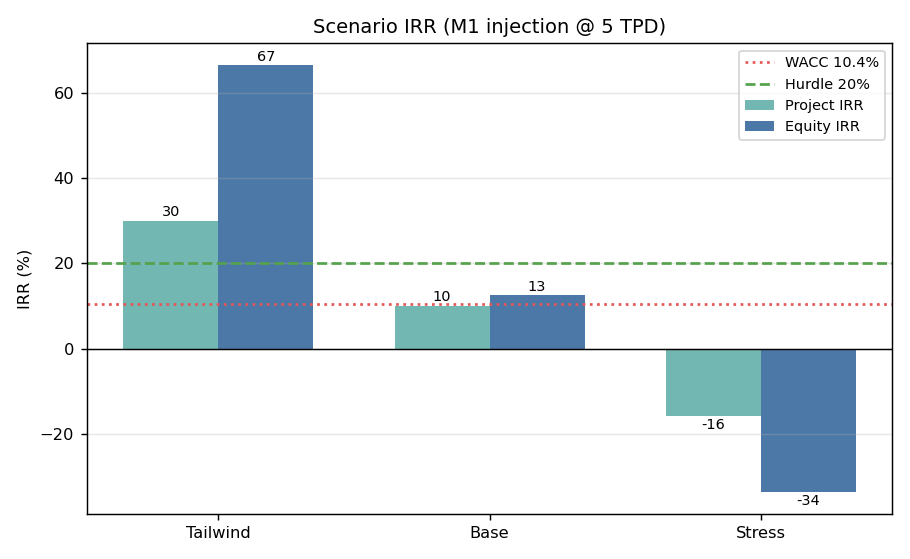 Scenario IRR (M1 injection @ 5 TPD)
WACC 10.4%
Hurdle 20%
Project IRR
Equity IRR
IRR (%)
60
40
20
0
−20
30
67
10
13
-16
-34
Tailwind
Base
Stress